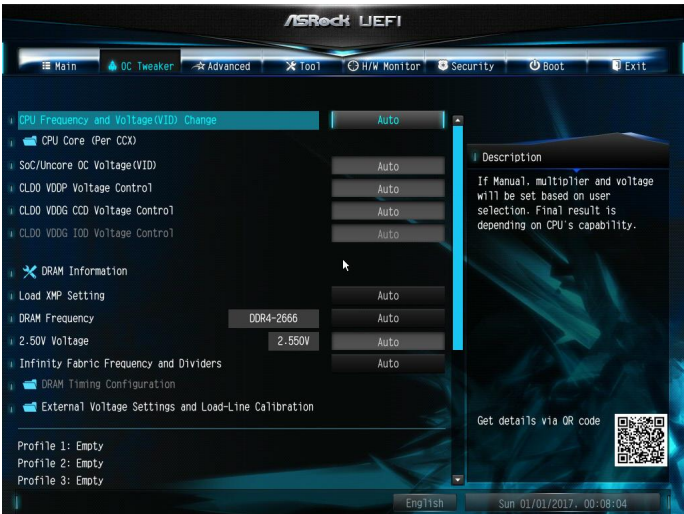 ASRock UEFI
Main
OC Tweaker
Advanced
Tool
H/W Monitor
Security
Boot
Exit
CPU Frequency and Voltage(VID) Change Auto
CPU Core (Per CCX)
SoC/Uncore OC Voltage(VID) Auto
CLDO VDDP Voltage Control Auto
CLDO VDDG CCD Voltage Control Auto
CLDO VDDG IOD Voltage Control Auto
DRAM Information
Load XMP Setting Auto
DRAM Frequency DDR4-2666 Auto
2.50V Voltage 2.550V Auto
Infinity Fabric Frequency and Dividers Auto
DRAM Timing Configuration
External Voltage Settings and Load-Line Calibration
Profile 1: Empty
Profile 2: Empty
Profile 3: Empty
Description
If Manual, multiplier and voltage
will be set based on user
selection. Final result is
depending on CPU's capability.
Get details via QR code
English
Sun 01/01/2017. 00:08:04